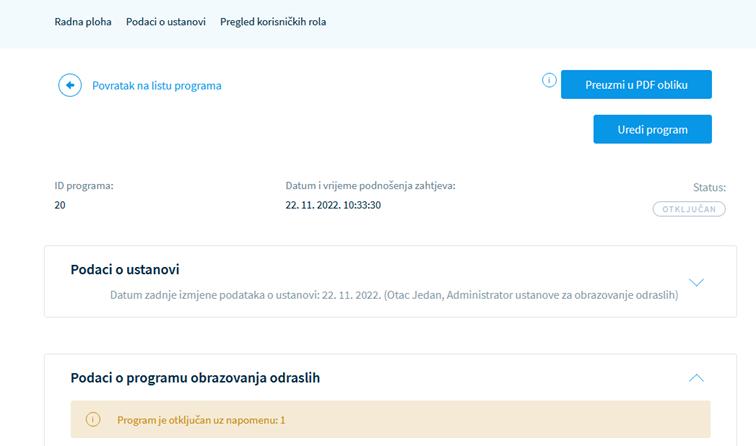 Radna ploha Podaci o ustanovi Pregled korisničkih rola
Povratak na listu programa
Preuzmi u PDF obliku
Uredi program
ID programa: Datum i vrijeme podnošenja zahtjeva: Status:
20 22. 11. 2022. 10:33:30 OTKLJUČAN
Podaci o ustanovi
Datum zadnje izmjene podataka o ustanovi: 22. 11. 2022. (Otac Jedan, Administrator ustanove za obrazovanje odraslih)
Podaci o programu obrazovanja odraslih
Program je otključan uz napomenu: 1